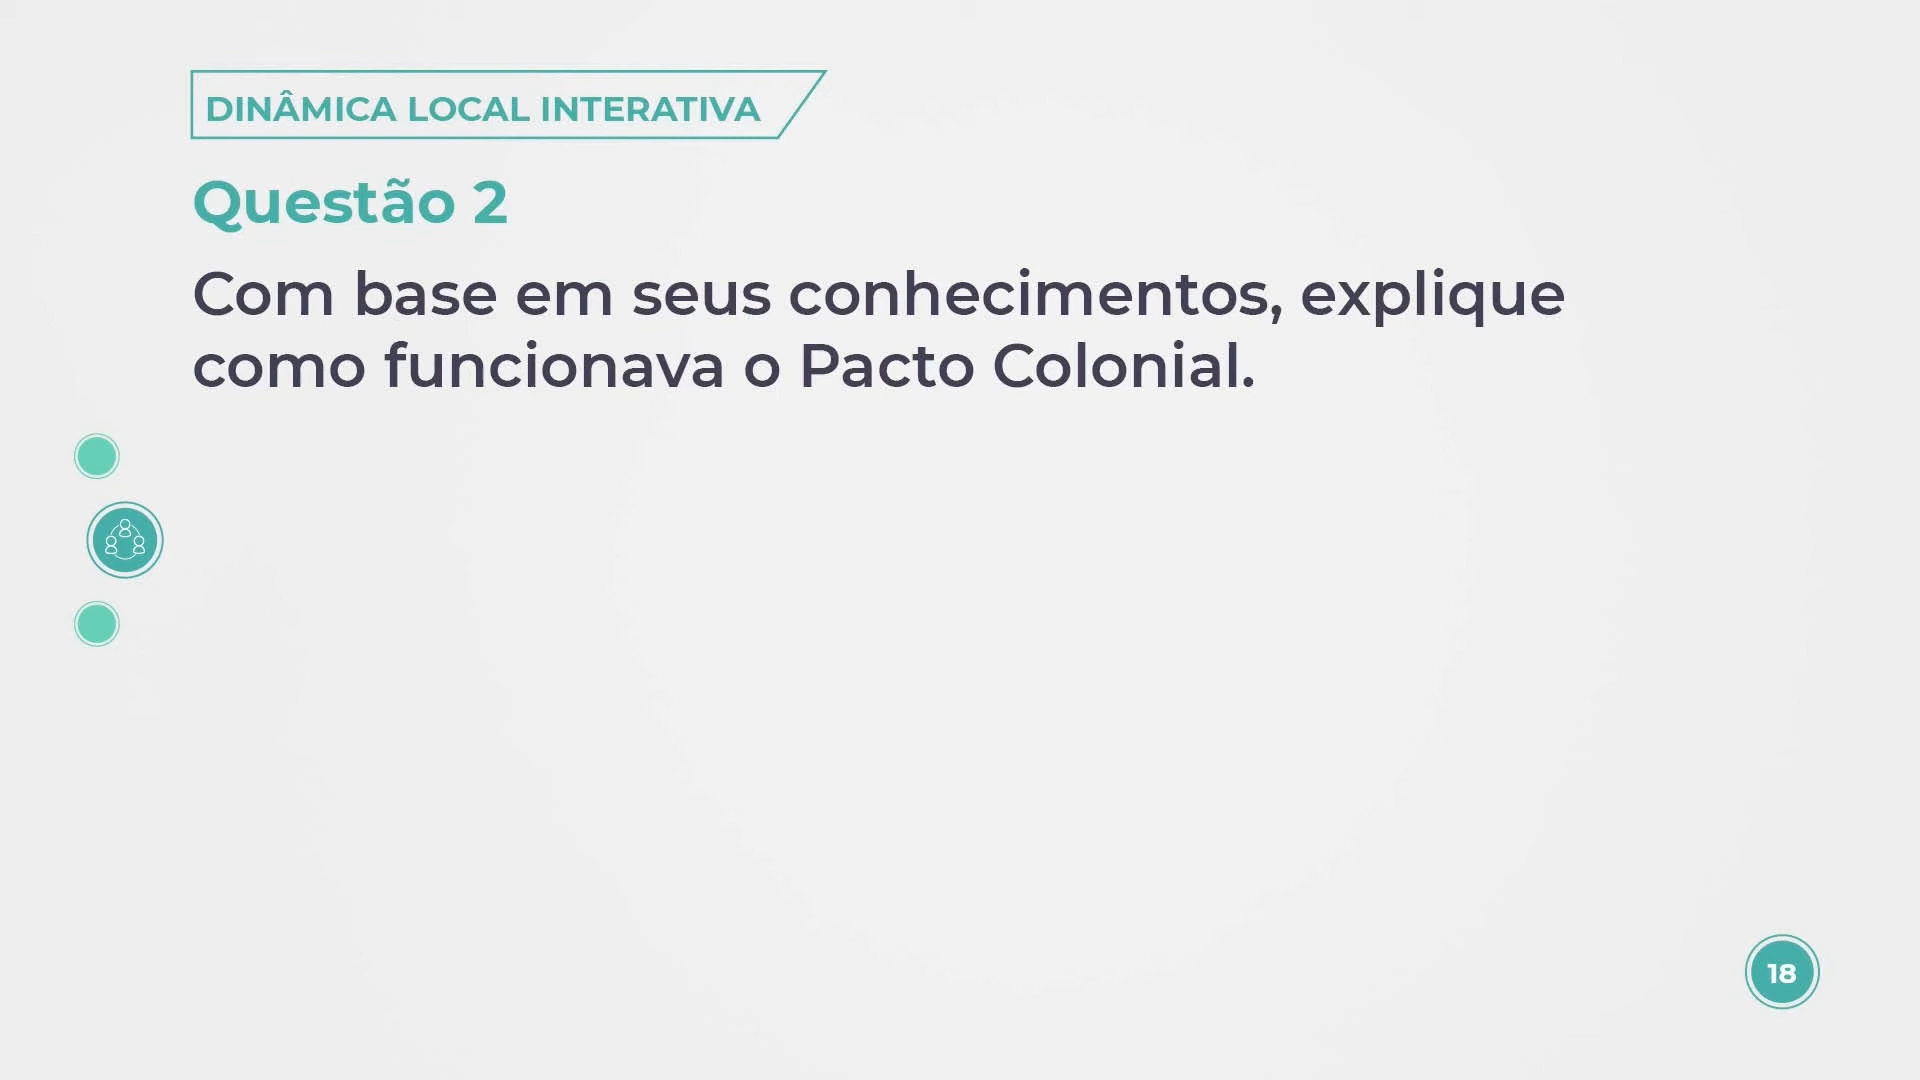 DINÂMICA LOCAL INTERATIVA
Questão 2
Com base em seus conhecimentos, explique
como funcionava o Pacto Colonial.
18